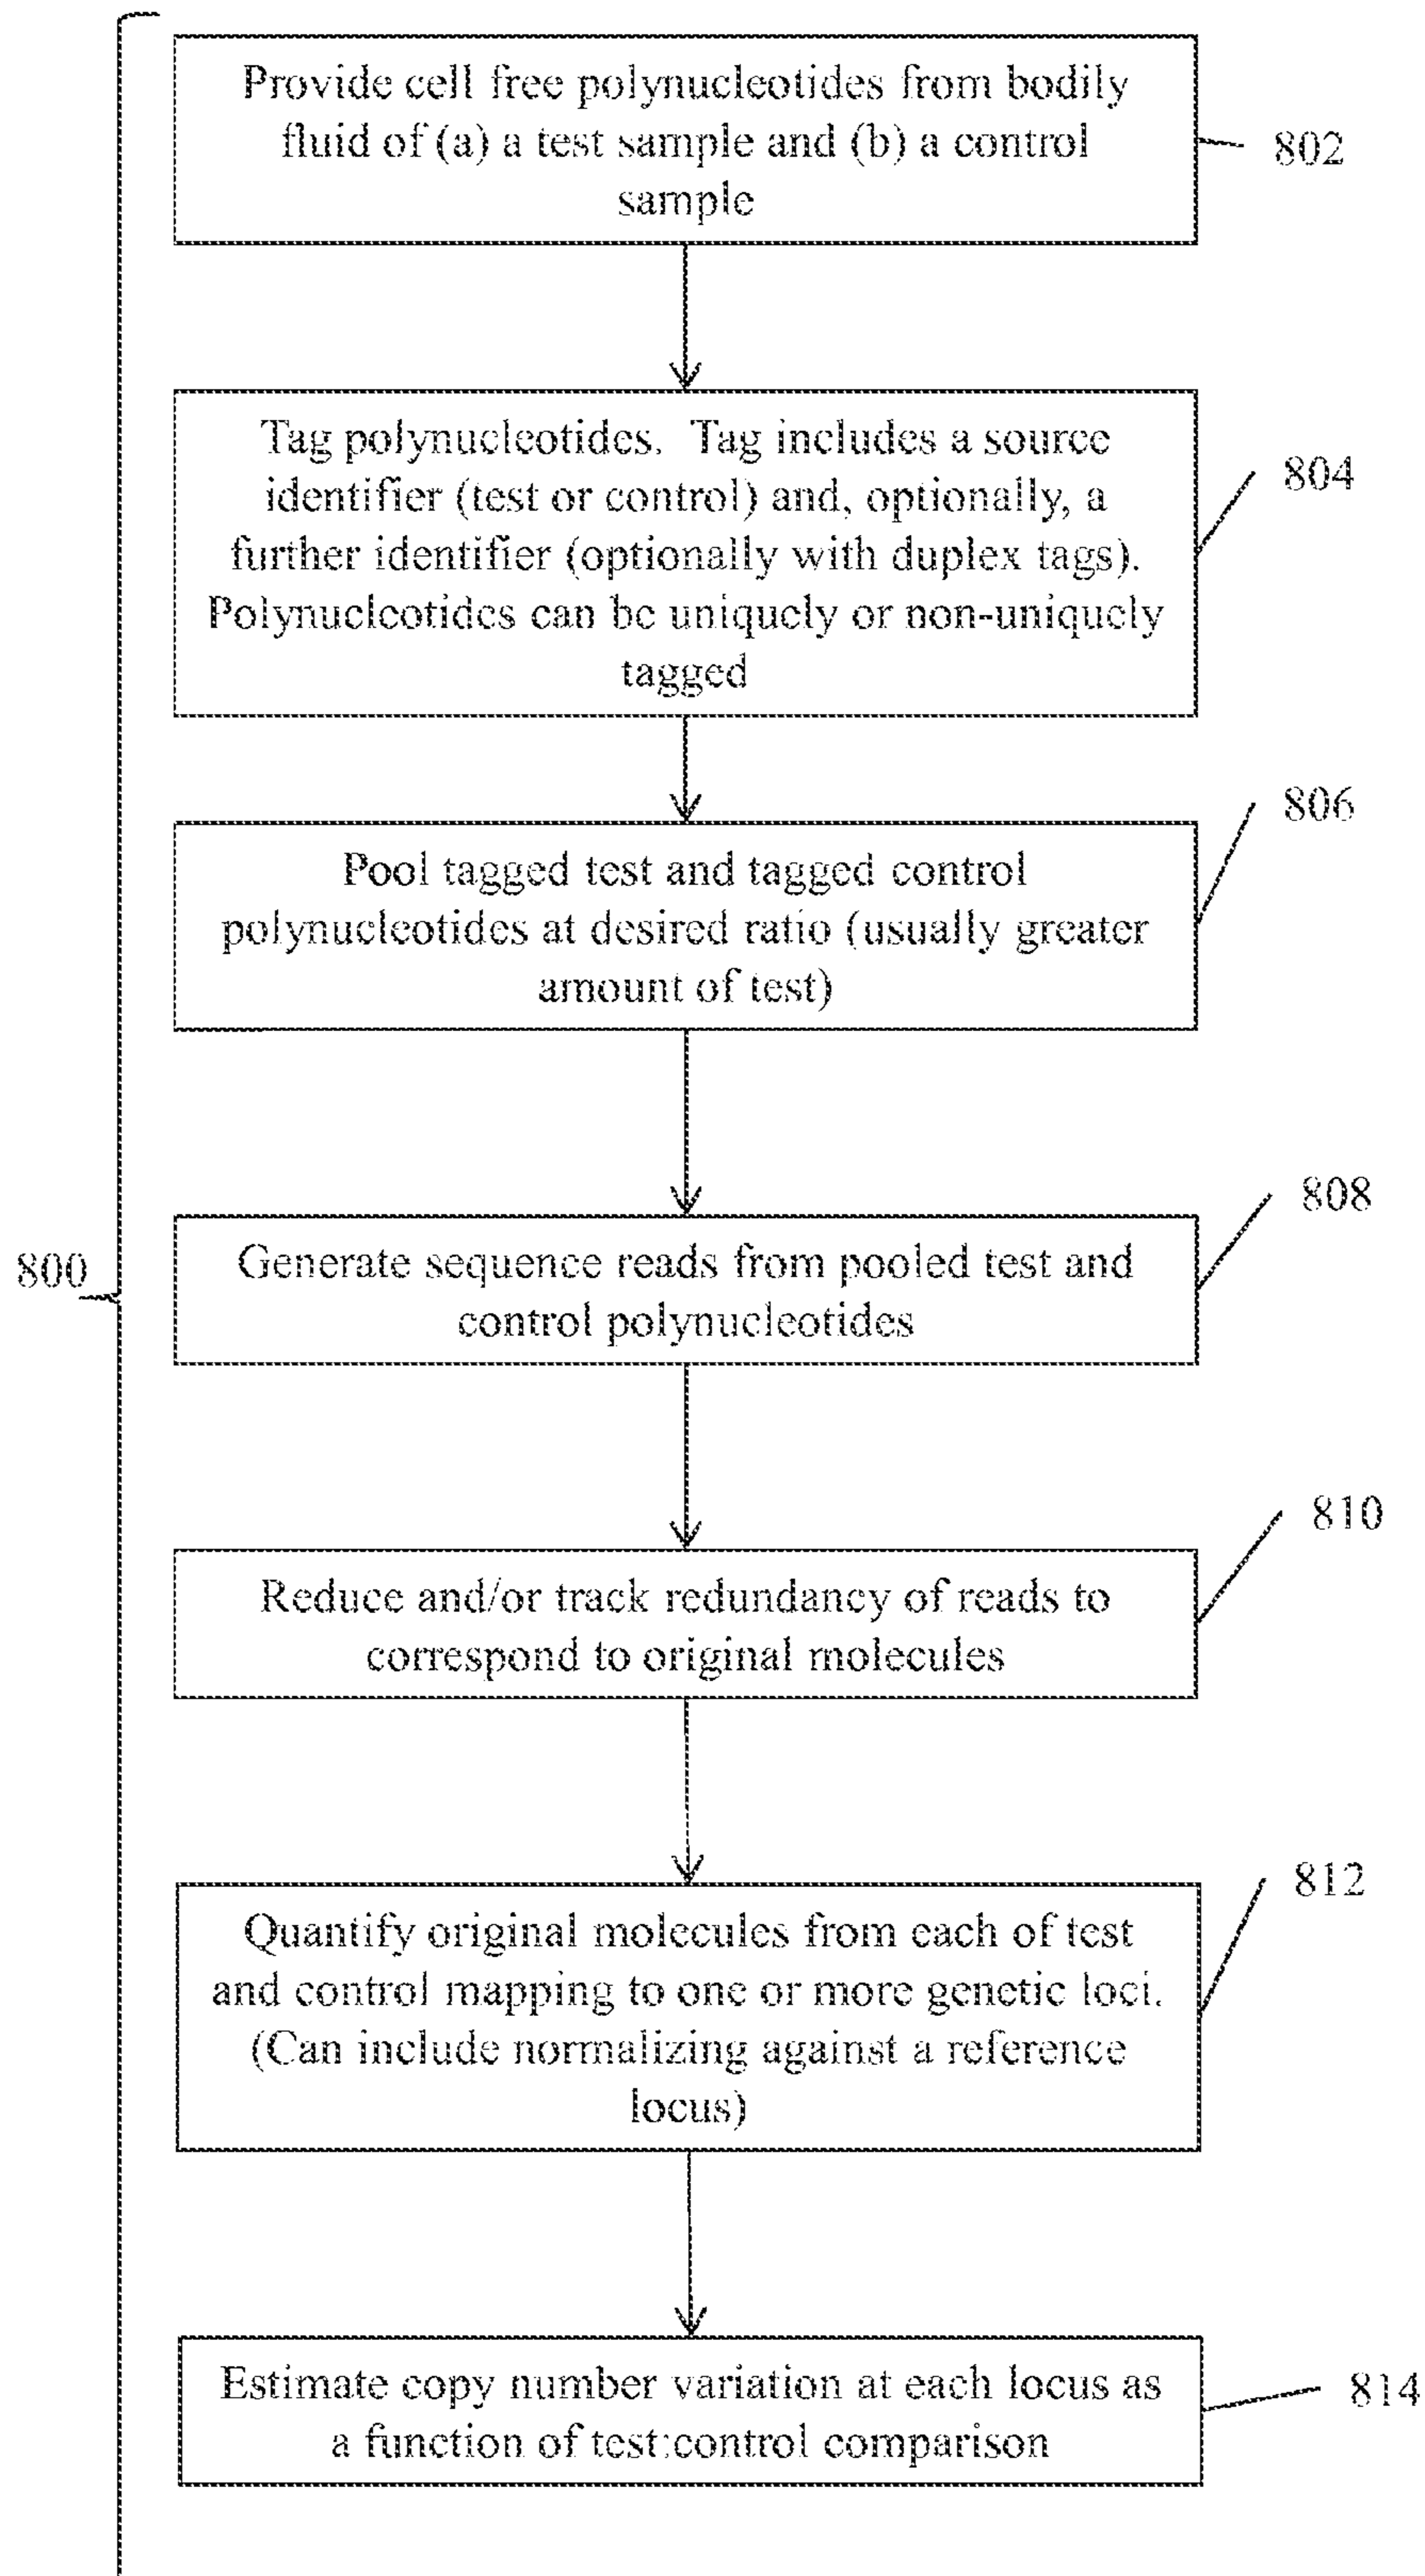 Provide cell free polynucleotides from bodily
fluid of (a) a test sample and (b) a control
sample
802
Tag polynucleotides. Tag includes a source
identifier (test or control) and, optionally, a
further identifier (optionally with duplex tags).
Polynucleotides can be uniquely or non-uniquely
tagged
804
Pool tagged test and tagged control
polynucleotides at desired ratio (usually greater
amount of test)
806
Generate sequence reads from pooled test and
control polynucleotides
808
800
Reduce and/or track redundancy of reads to
correspond to original molecules
810
Quantify original molecules from each of test
and control mapping to one or more genetic loci.
(Can include normalizing against a reference
locus)
812
Estimate copy number variation at each locus as
a function of test:control comparison
814